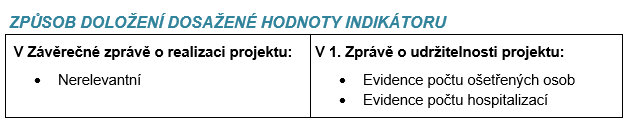 ZPŮSOB DOLOŽENÍ DOSAŽENÉ HODNOTY INDIKÁTORU
V Závěrečné zprávě o realizaci projektu:
• Nerelevantní
V 1. Zprávě o udržitelnosti projektu:
• Evidence počtu ošetřených osob
• Evidence počtu hospitalizací